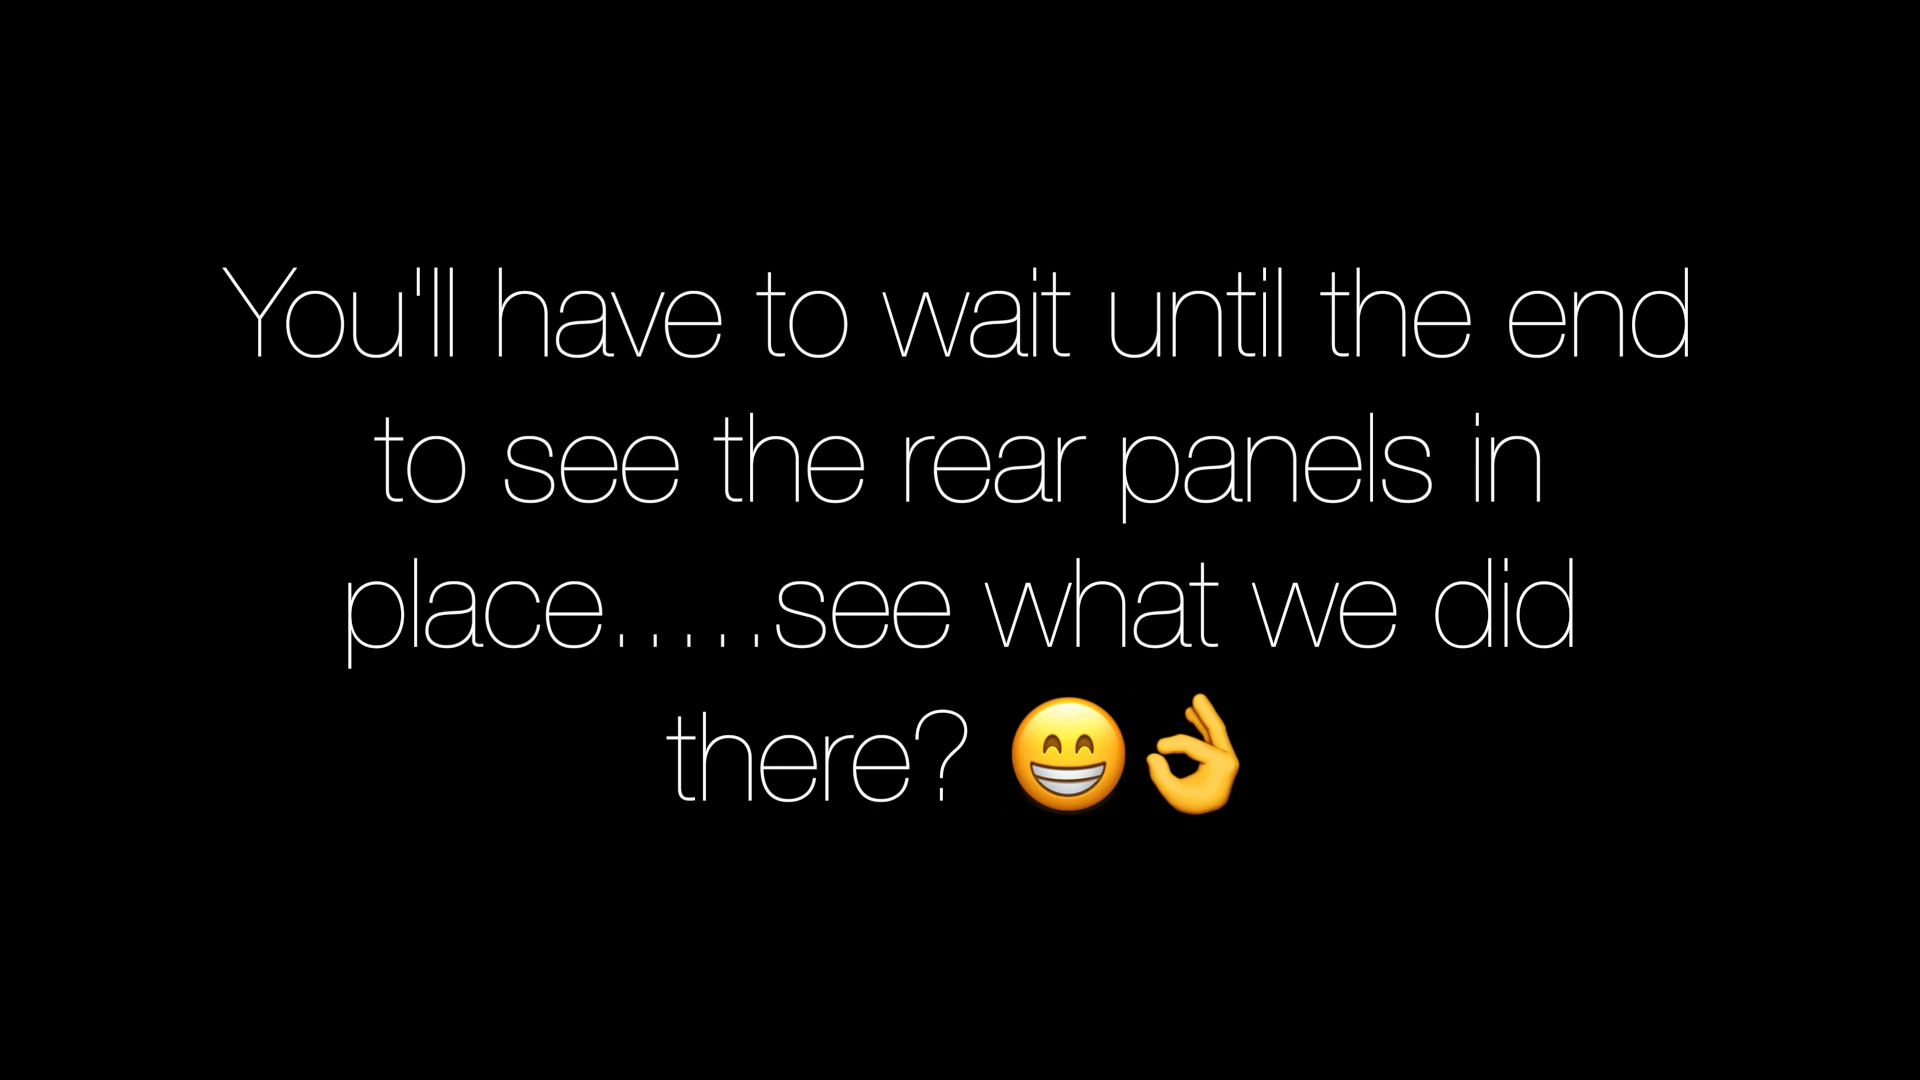 You'll have to wait until the end
to see the rear panels in
place.....see what we did
there? 😁👌